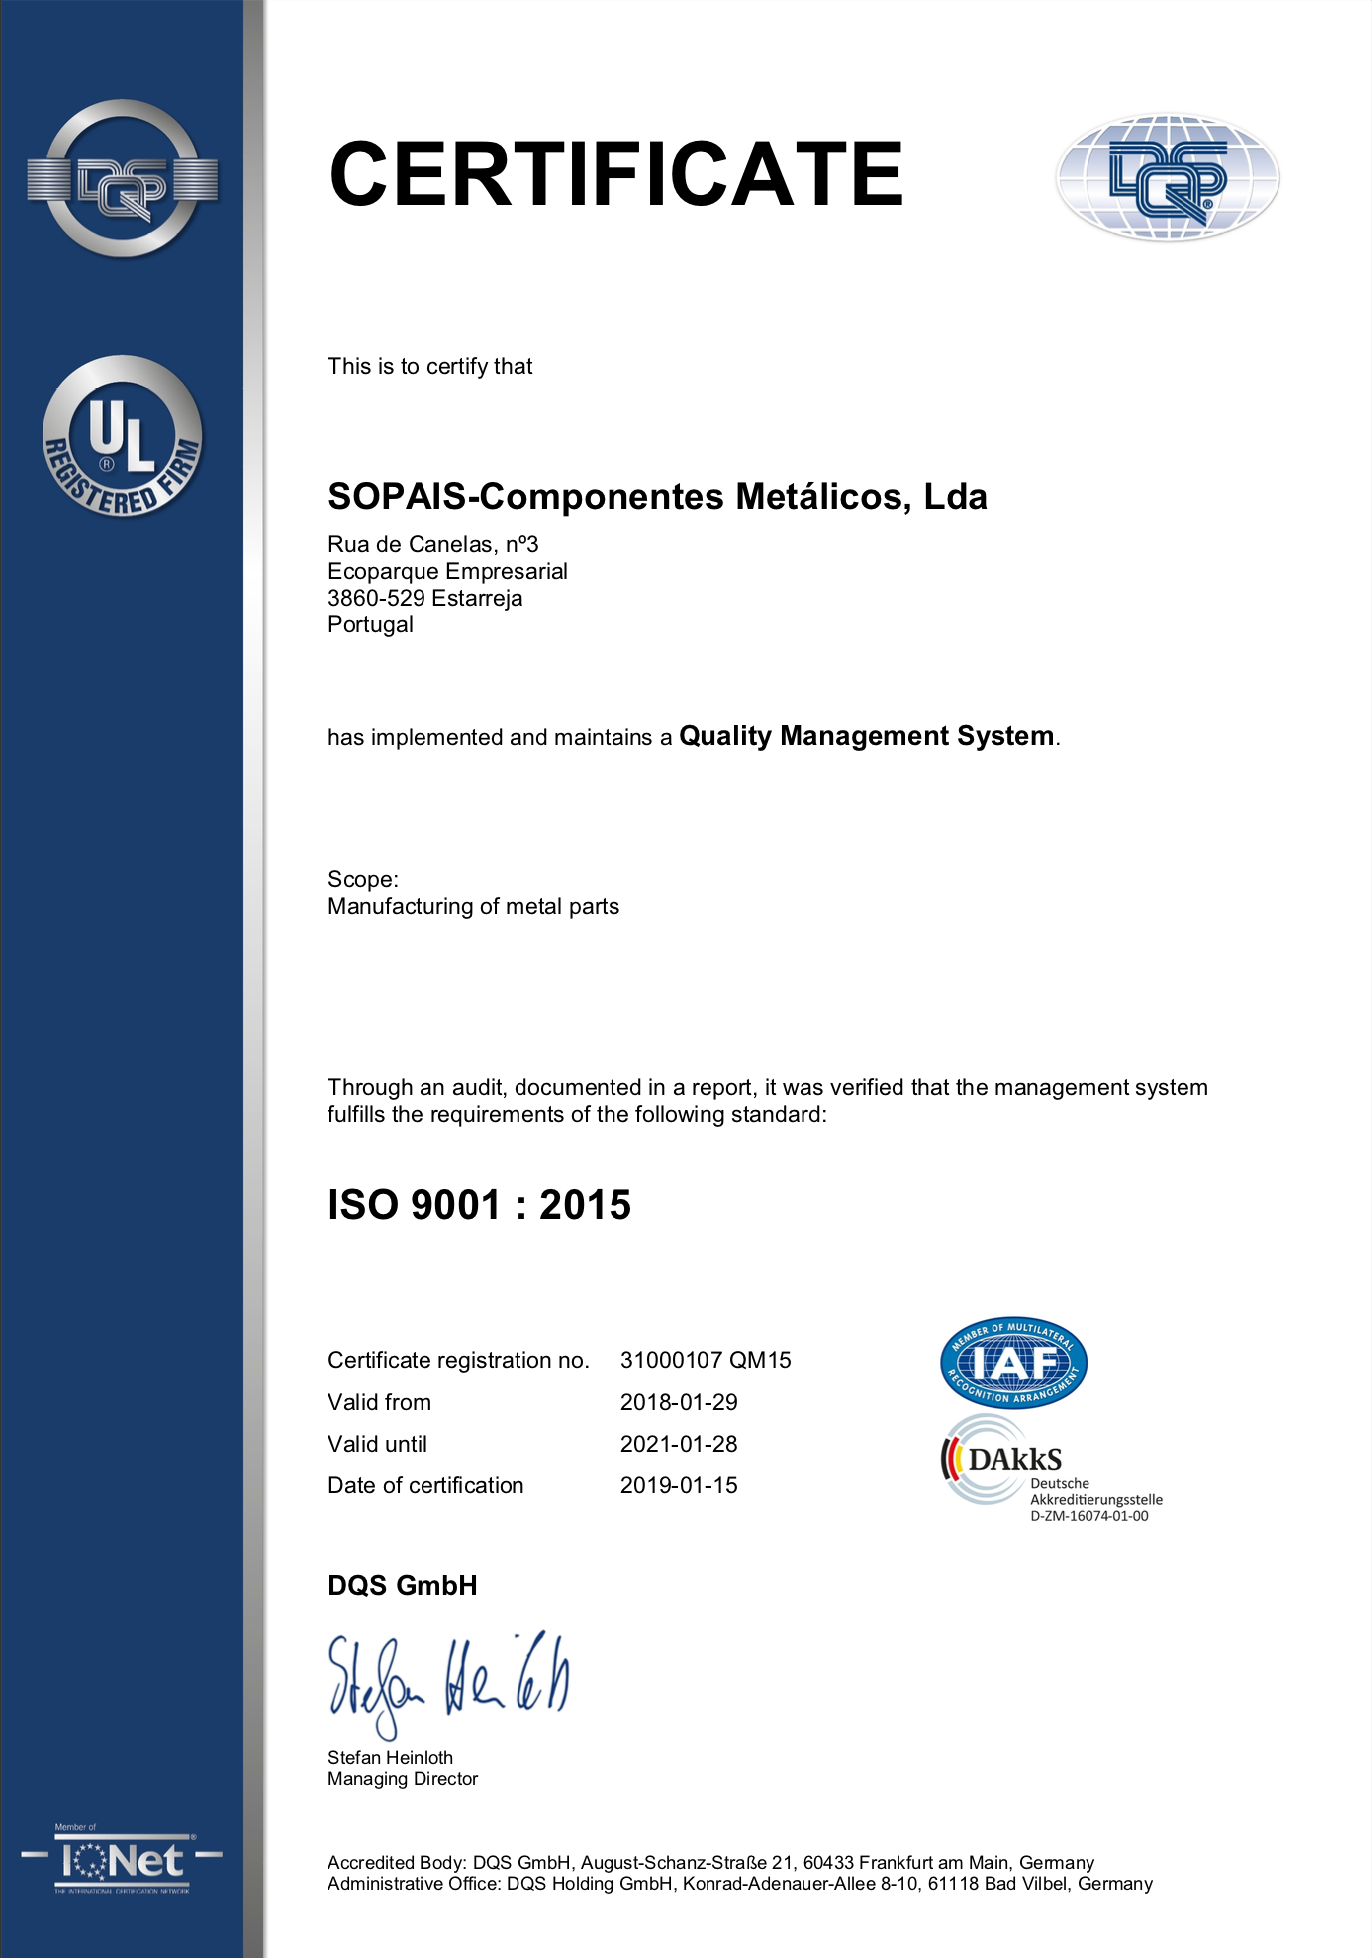 DQS
CERTIFICATE
DQS®
This is to certify that
UL®
REGISTERED FIRM
SOPAIS-Componentes Metálicos, Lda
Rua de Canelas, nº3
Ecoparque Empresarial
3860-529 Estarreja
Portugal
has implemented and maintains a Quality Management System.
Scope:
Manufacturing of metal parts
Through an audit, documented in a report, it was verified that the management system
fulfills the requirements of the following standard:
ISO 9001 : 2015
Certificate registration no. 31000107 QM15
Valid from 2018-01-29
Valid until 2021-01-28
Date of certification 2019-01-15
MEMBER OF MULTILATERAL
IAF
RECOGNITION ARRANGEMENT
DAkkS
Deutsche
Akkreditierungsstelle
D-ZM-16074-01-00
DQS GmbH
Stefan Heinloth
Stefan Heinloth
Managing Director
Member of
IQNet®
THE INTERNATIONAL CERTIFICATION NETWORK
Accredited Body: DQS GmbH, August-Schanz-Straße 21, 60433 Frankfurt am Main, Germany
Administrative Office: DQS Holding GmbH, Konrad-Adenauer-Allee 8-10, 61118 Bad Vilbel, Germany